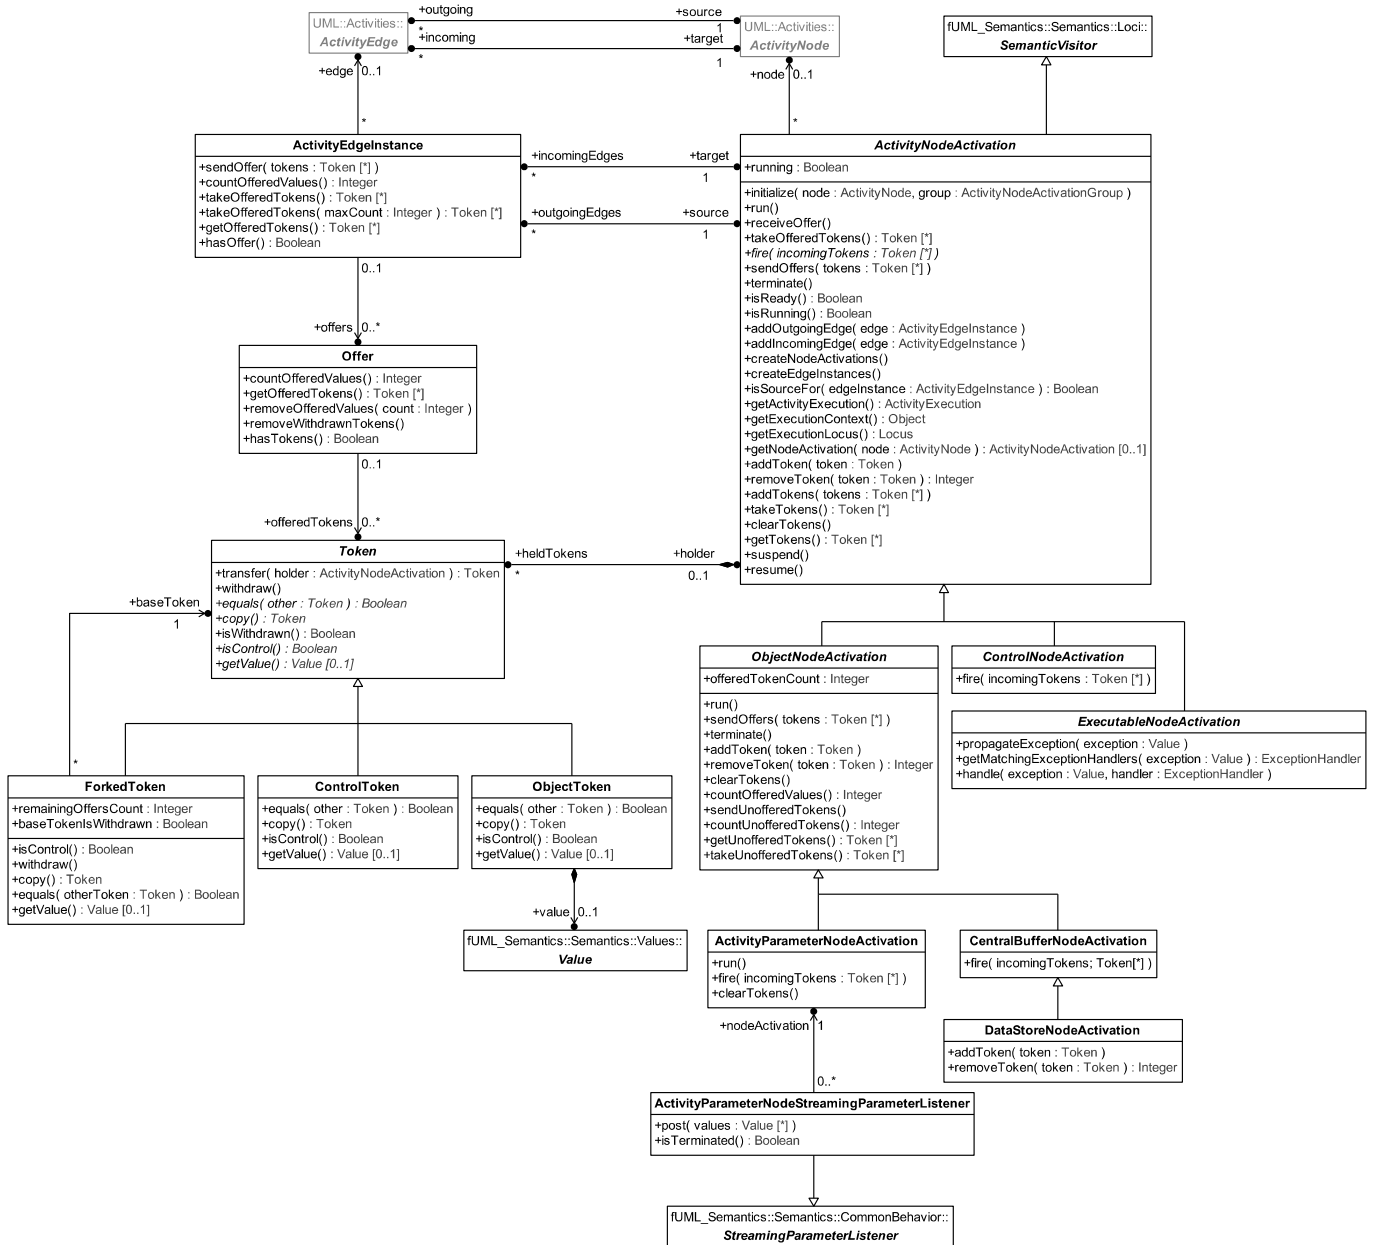 UML::Activities::
ActivityEdge
+outgoing
*
+source
1
+incoming
*
+target
1
UML::Activities::
ActivityNode
fUML_Semantics::Semantics::Loci::
SemanticVisitor
+edge
0..1
*
+node
0..1
*
ActivityEdgeInstance
+sendOffer( tokens : Token [*] )
+countOfferedValues() : Integer
+takeOfferedTokens() : Token [*]
+takeOfferedTokens( maxCount : Integer ) : Token [*]
+getOfferedTokens() : Token [*]
+hasOffer() : Boolean
+incomingEdges
*
+target
1
+outgoingEdges
*
+source
1
ActivityNodeActivation
+running : Boolean
+initialize( node : ActivityNode, group : ActivityNodeActivationGroup )
+run()
+receiveOffer()
+takeOfferedTokens() : Token [*]
+fire( incomingTokens : Token [*] )
+sendOffers( tokens : Token [*] )
+terminate()
+isReady() : Boolean
+isRunning() : Boolean
+addOutgoingEdge( edge : ActivityEdgeInstance )
+addIncomingEdge( edge : ActivityEdgeInstance )
+createNodeActivations()
+createEdgeInstances()
+isSourceFor( edgeInstance : ActivityEdgeInstance ) : Boolean
+getActivityExecution() : ActivityExecution
+getExecutionContext() : Object
+getExecutionLocus() : Locus
+getNodeActivation( node : ActivityNode ) : ActivityNodeActivation [0..1]
+addToken( token : Token )
+removeToken( token : Token ) : Integer
+addTokens( tokens : Token [*] )
+takeTokens() : Token [*]
+clearTokens()
+getTokens() : Token [*]
+suspend()
+resume()
0..1
+offers
0..*
Offer
+countOfferedValues() : Integer
+getOfferedTokens() : Token [*]
+removeOfferedValues( count : Integer )
+removeWithdrawnTokens()
+hasTokens() : Boolean
0..1
+offeredTokens
0..*
Token
+transfer( holder : ActivityNodeActivation ) : Token
+withdraw()
+equals( other : Token ) : Boolean
+copy() : Token
+isWithdrawn() : Boolean
+isControl() : Boolean
+getValue() : Value [0..1]
+heldTokens
*
+holder
0..1
+baseToken
1
*
ForkedToken
+remainingOffersCount : Integer
+baseTokenIsWithdrawn : Boolean
+isControl() : Boolean
+withdraw()
+copy() : Token
+equals( otherToken : Token ) : Boolean
+getValue() : Value [0..1]
ControlToken
+equals( other : Token ) : Boolean
+copy() : Token
+isControl() : Boolean
+getValue() : Value [0..1]
ObjectToken
+equals( other : Token ) : Boolean
+copy() : Token
+isControl() : Boolean
+getValue() : Value [0..1]
+value
0..1
fUML_Semantics::Semantics::Values::
Value
ObjectNodeActivation
+offeredTokenCount : Integer
+run()
+sendOffers( tokens : Token [*] )
+terminate()
+addToken( token : Token )
+removeToken( token : Token ) : Integer
+clearTokens()
+countOfferedValues() : Integer
+sendUnofferedTokens()
+countUnofferedTokens() : Integer
+getUnofferedTokens() : Token [*]
+takeUnofferedTokens() : Token [*]
ControlNodeActivation
+fire( incomingTokens : Token [*] )
ExecutableNodeActivation
+propagateException( exception : Value )
+getMatchingExceptionHandlers( exception : Value ) : ExceptionHandler
+handle( exception : Value, handler : ExceptionHandler )
ActivityParameterNodeActivation
+run()
+fire( incomingTokens : Token [*] )
+clearTokens()
CentralBufferNodeActivation
+fire( incomingTokens; Token[*] )
DataStoreNodeActivation
+addToken( token : Token )
+removeToken( token : Token ) : Integer
+nodeActivation
1
0..*
ActivityParameterNodeStreamingParameterListener
+post( values : Value [*] )
+isTerminated() : Boolean
fUML_Semantics::Semantics::CommonBehavior::
StreamingParameterListener